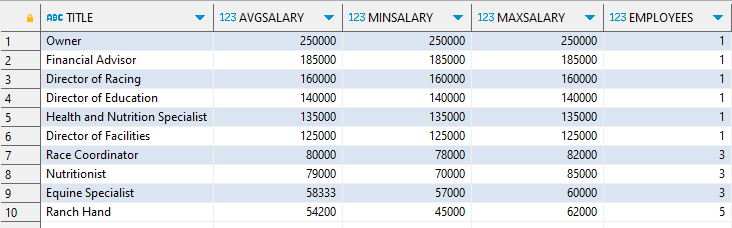 ABC TITLE 123 AVGSALARY 123 MINSALARY 123 MAXSALARY 123 EMPLOYEES
1 Owner 250000 250000 250000 1
2 Financial Advisor 185000 185000 185000 1
3 Director of Racing 160000 160000 160000 1
4 Director of Education 140000 140000 140000 1
5 Health and Nutrition Specialist 135000 135000 135000 1
6 Director of Facilities 125000 125000 125000 1
7 Race Coordinator 80000 78000 82000 3
8 Nutritionist 79000 70000 85000 3
9 Equine Specialist 58333 57000 60000 3
10 Ranch Hand 54200 45000 62000 5